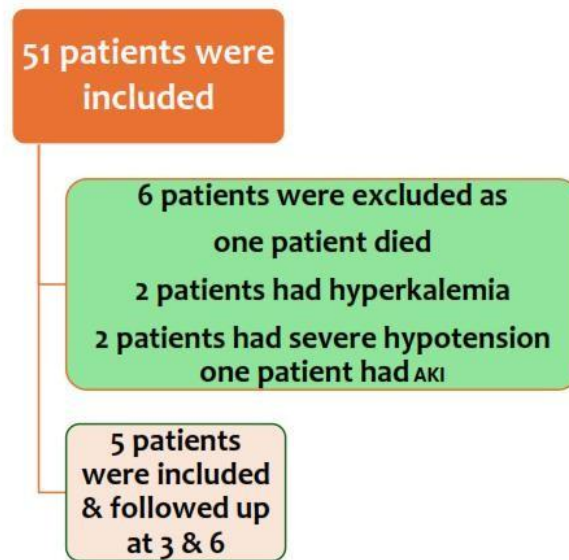 51 patients were
included
6 patients were excluded as
one patient died
2 patients had hyperkalemia
2 patients had severe hypotension
one patient had AKI
5 patients
were included
& followed up
at 3 & 6